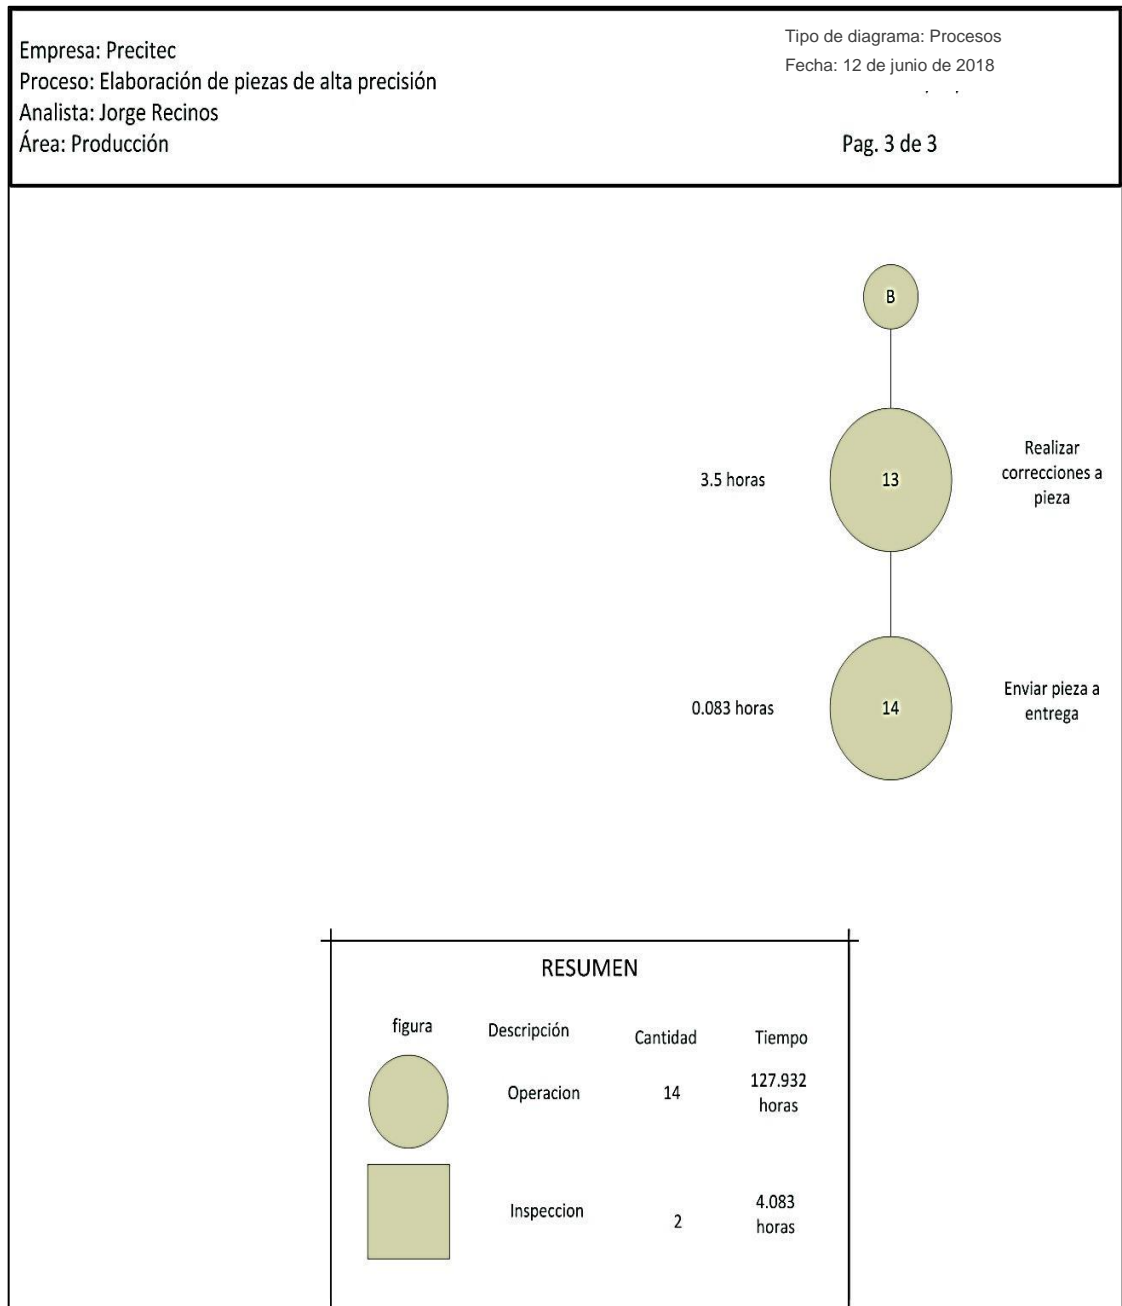 Empresa: Precitec
Proceso: Elaboración de piezas de alta precisión
Analista: Jorge Recinos
Área: Producción
Tipo de diagrama: Procesos
Fecha: 12 de junio de 2018
Pag. 3 de 3
B
3.5 horas
13
Realizar
correcciones a
pieza
0.083 horas
14
Enviar pieza a
entrega
RESUMEN
figura
Descripción
Cantidad
Tiempo
Operacion
14
127.932
horas
Inspeccion
2
4.083
horas